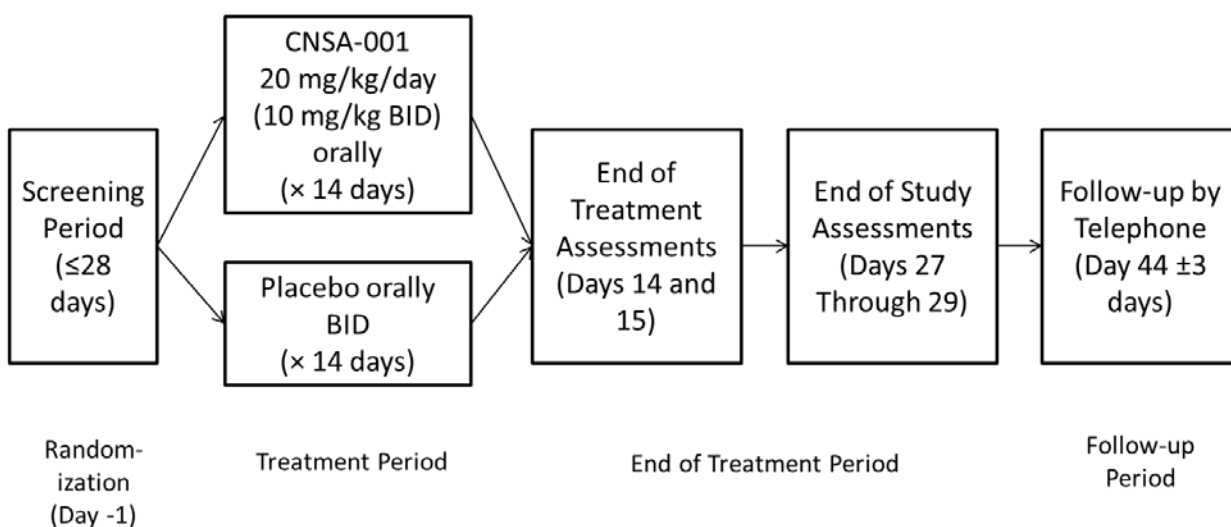 Screening
Period
(≤28
days)
CNSA-001
20 mg/kg/day
(10 mg/kg BID)
orally
(× 14 days)
Placebo orally
BID
(× 14 days)
End of
Treatment
Assessments
(Days 14 and
15)
End of Study
Assessments
(Days 27
Through 29)
Follow-up by
Telephone
(Day 44 ±3
days)
Random-
ization
(Day -1)
Treatment Period
End of Treatment Period
Follow-up
Period